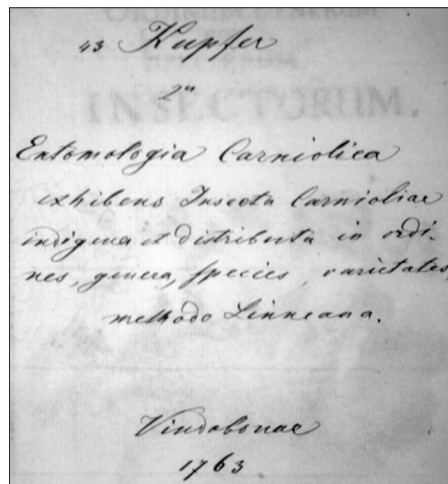 43 Kupfer
2"
INSECTORUM.
Entomologia Carniolica
exhibens Insecta Carnioliae
indigena et distributa in ordi-
nes, genera, species, varietates,
methodo Linneana.
Vindobonae
1763